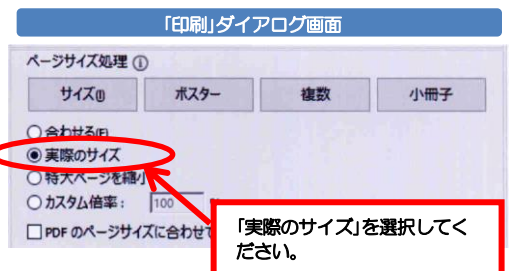 「印刷」ダイアログ画面
ページサイズ処理 ⓘ
サイズ(I) ポスター 複数 小冊子
合わせる(F)
実際のサイズ
特大ページを縮小
カスタム倍率： 100
PDF のページサイズに合わせて
「実際のサイズ」を選択してく
ださい。